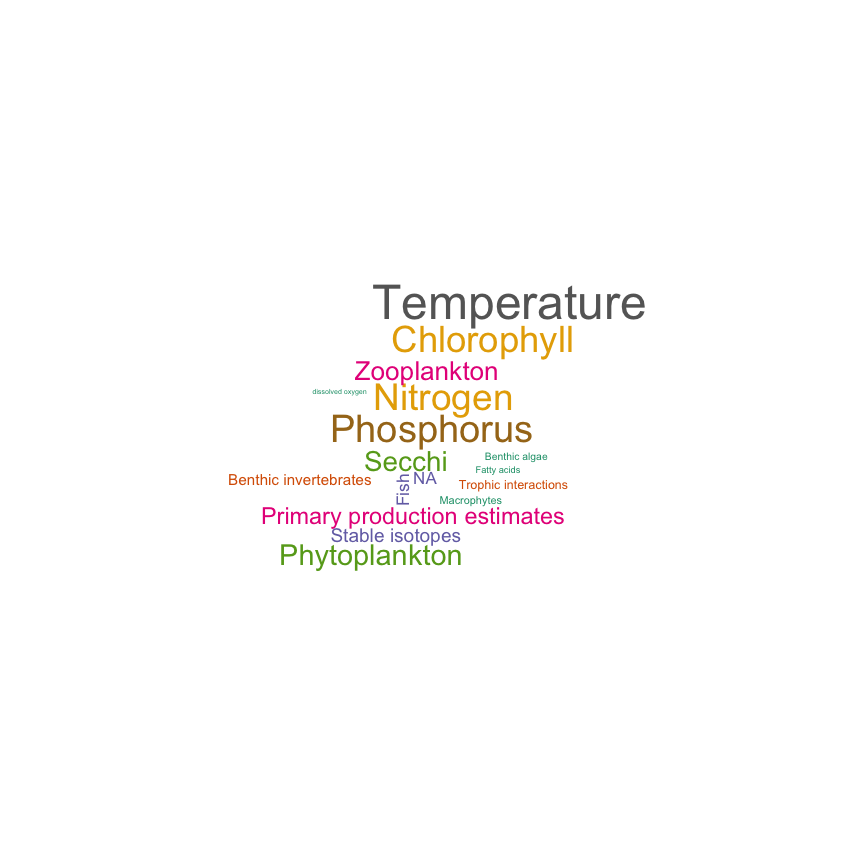 Temperature
Chlorophyll
Zooplankton
dissolved oxygen
Nitrogen
Phosphorus
Secchi
Benthic algae
Fatty acids
Benthic invertebrates
Fish
NA
Trophic interactions
Macrophytes
Primary production estimates
Stable isotopes
Phytoplankton